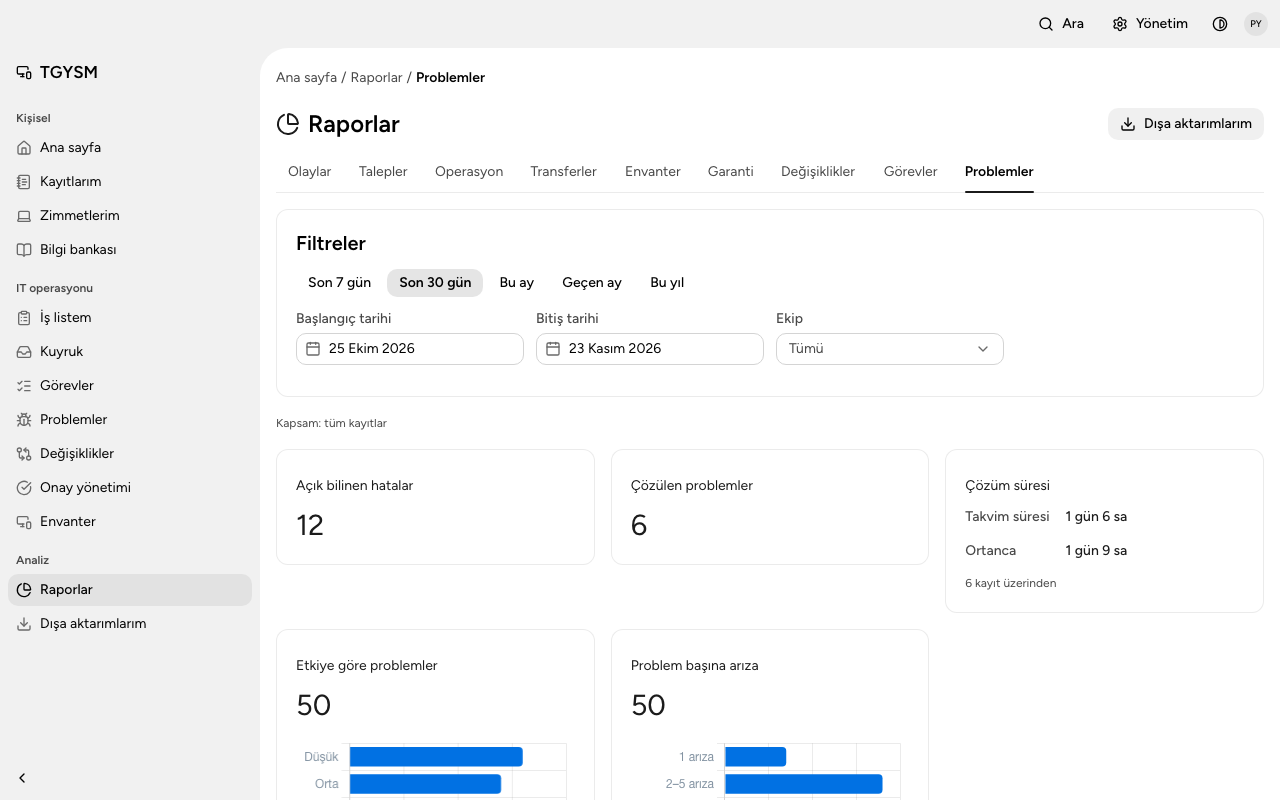 Ara
Yönetim
PY
TGYSM
Kişisel
Ana sayfa
Kayıtlarım
Zimmetlerim
Bilgi bankası
IT operasyonu
İş listem
Kuyruk
Görevler
Problemler
Değişiklikler
Onay yönetimi
Envanter
Analiz
Raporlar
Dışa aktarımlarım
Ana sayfa / Raporlar / Problemler
Raporlar
Dışa aktarımlarım
Olaylar Talepler Operasyon Transferler Envanter Garanti Değişiklikler Görevler Problemler
Filtreler
Son 7 gün Son 30 gün Bu ay Geçen ay Bu yıl
Başlangıç tarihi Bitiş tarihi Ekip
25 Ekim 2026 23 Kasım 2026 Tümü
Kapsam: tüm kayıtlar
Açık bilinen hatalar
12
Çözülen problemler
6
Çözüm süresi
Takvim süresi 1 gün 6 sa
Ortanca 1 gün 9 sa
6 kayıt üzerinden
Etkiye göre problemler
50
Düşük
Orta
Problem başına arıza
50
1 arıza
2–5 arıza